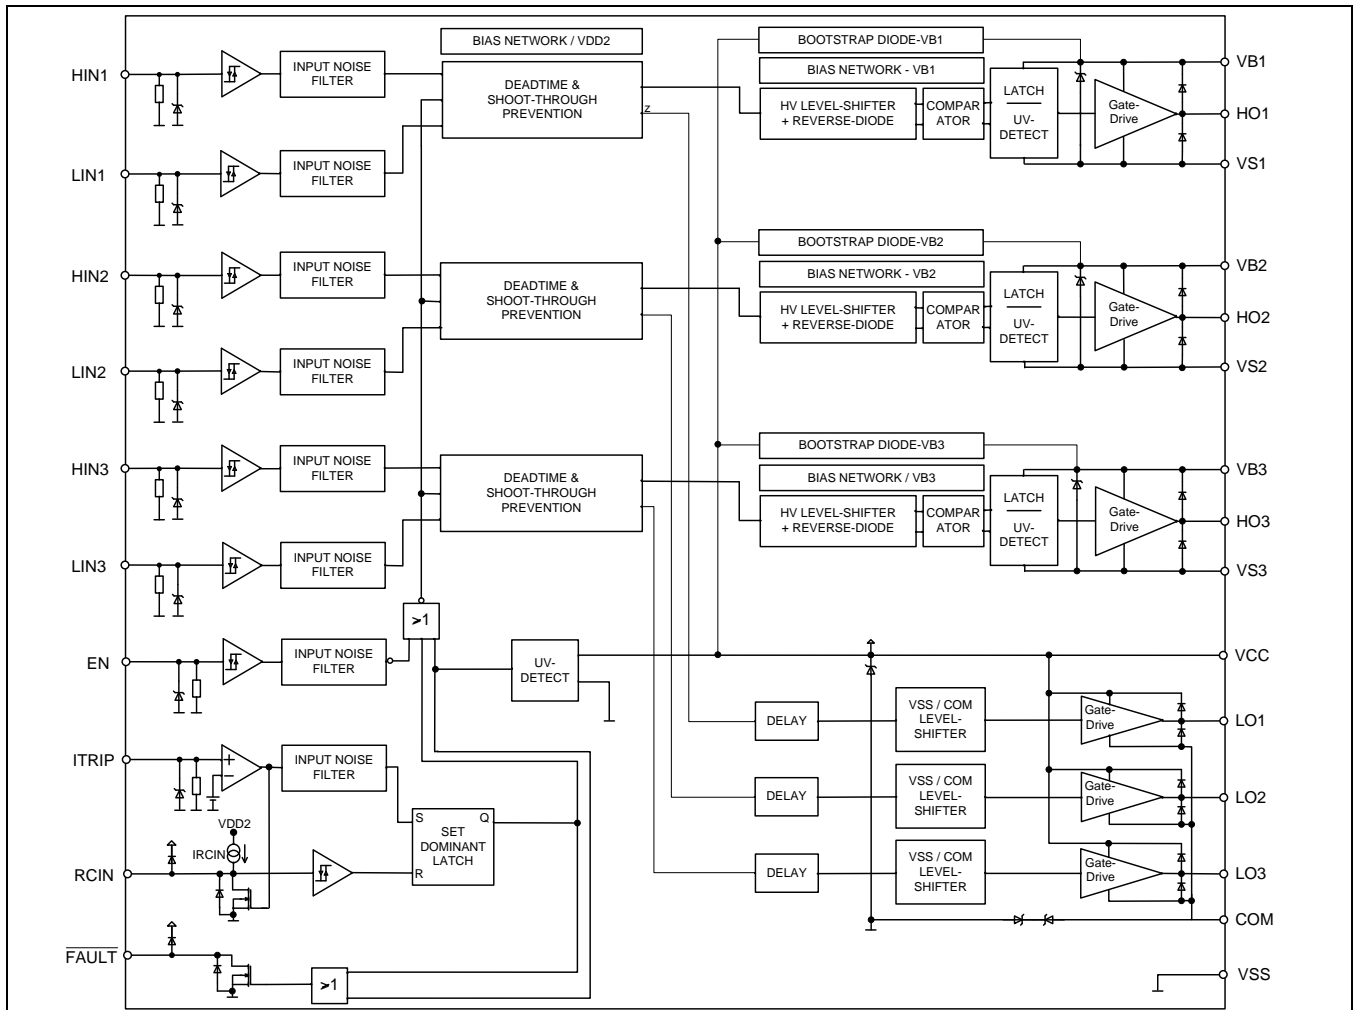 BIAS NETWORK / VDD2
BOOTSTRAP DIODE-VB1
HIN1
INPUT NOISE
FILTER
DEADTIME &
SHOOT-THROUGH
PREVENTION
Z
BIAS NETWORK - VB1
HV LEVEL-SHIFTER
+ REVERSE-DIODE
COMPAR
ATOR
LATCH
UV-
DETECT
Gate-
Drive
VB1
HO1
VS1
LIN1
INPUT NOISE
FILTER
BOOTSTRAP DIODE-VB2
HIN2
INPUT NOISE
FILTER
DEADTIME &
SHOOT-THROUGH
PREVENTION
BIAS NETWORK - VB2
HV LEVEL-SHIFTER
+ REVERSE-DIODE
COMPAR
ATOR
LATCH
UV-
DETECT
Gate-
Drive
VB2
HO2
VS2
LIN2
INPUT NOISE
FILTER
BOOTSTRAP DIODE-VB3
HIN3
INPUT NOISE
FILTER
DEADTIME &
SHOOT-THROUGH
PREVENTION
BIAS NETWORK / VB3
HV LEVEL-SHIFTER
+ REVERSE-DIODE
COMPAR
ATOR
LATCH
UV-
DETECT
Gate-
Drive
VB3
HO3
VS3
LIN3
INPUT NOISE
FILTER
>1
EN
INPUT NOISE
FILTER
UV-
DETECT
VCC
DELAY
VSS / COM
LEVEL-
SHIFTER
Gate-
Drive
LO1
ITRIP
+
−
INPUT NOISE
FILTER
DELAY
VSS / COM
LEVEL-
SHIFTER
Gate-
Drive
LO2
VDD2
IRCIN
S
Q
SET
DOMINANT
LATCH
R
RCIN
DELAY
VSS / COM
LEVEL-
SHIFTER
Gate-
Drive
LO3
COM
FAULT
>1
VSS